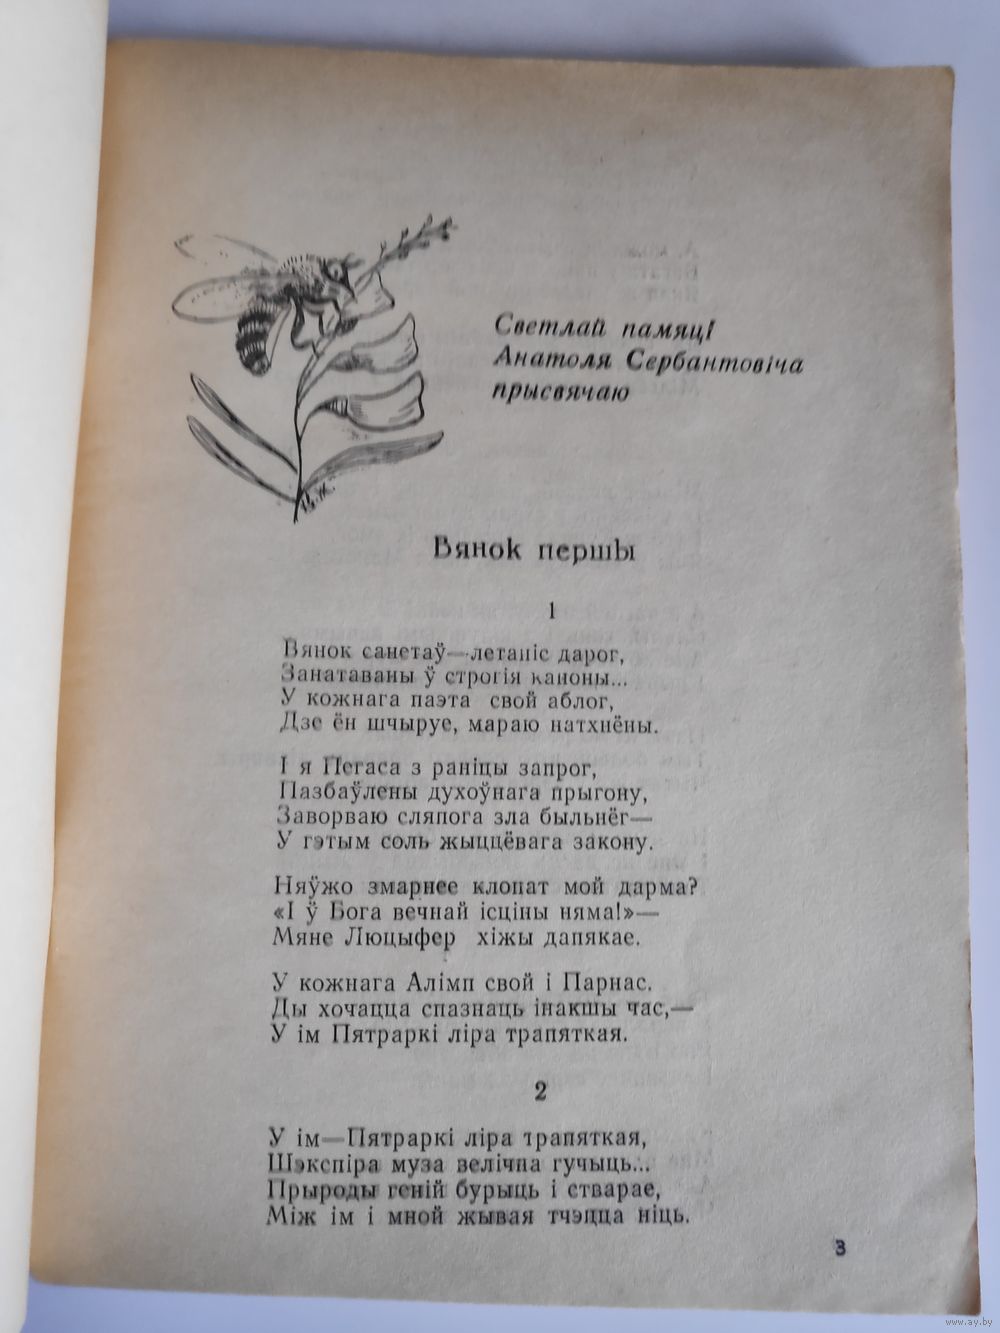 Светлай памяці
Анатоля Сербантовіча
прысвячаю
В.Ж.
Вянок першы
1
Вянок санетаў—летапіс дарог,
Занатаваны ў строгія каноны...
У кожнага паэта свой аблог,
Дзе ён шчыруе, мараю натхнёны.
І я Пегаса з раніцы запрог,
Пазбаўлены духоўнага прыгону,
Заворваю сляпога зла быльнёг—
У гэтым соль жыццёвага закону.
Няўжо змарнее клопат мой дарма?
«І ў Бога вечнай ісціны няма!»—
Мяне Люцыфер хіжы дапякае.
У кожнага Алімп свой і Парнас.
Ды хочацца спазнаць інакшы час,—
У ім Пятраркі ліра трапяткая.
2
У ім—Пятраркі ліра трапяткая,
Шэкспіра муза велічна гучыць...
Прыроды геній бурыць і стварае,
Між ім і мной жывая тчэцца ніць.
3
www.ay.by